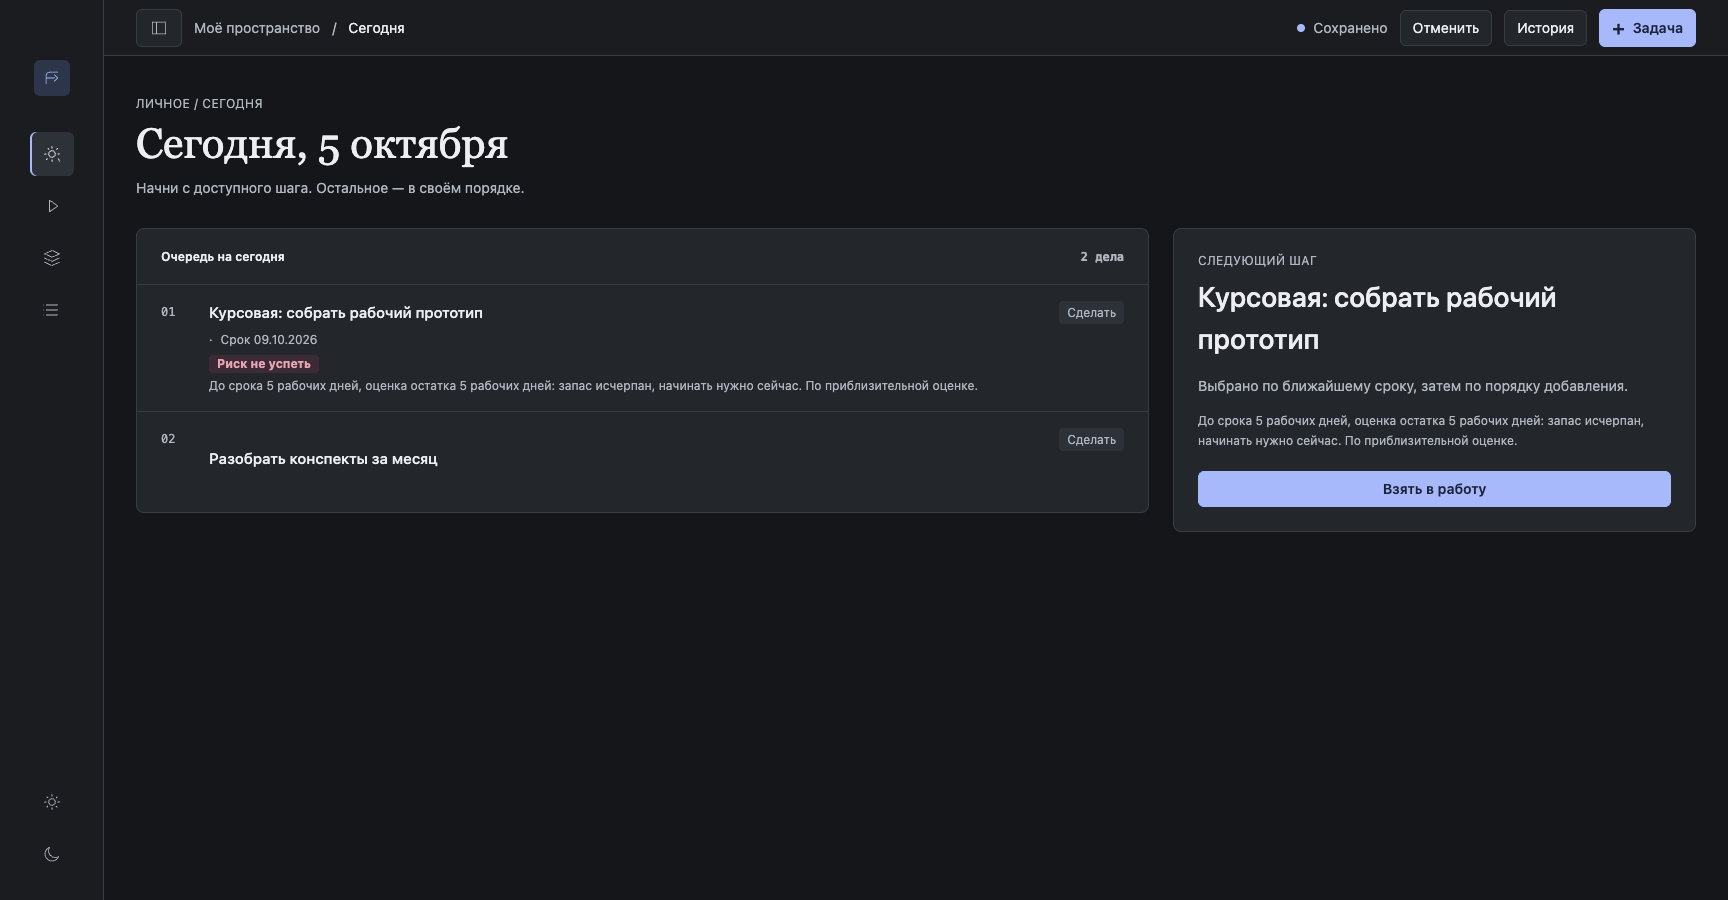 Моё пространство / Сегодня
Сохранено
Отменить
История
+ Задача
ЛИЧНОЕ / СЕГОДНЯ
Сегодня, 5 октября
Начни с доступного шага. Остальное — в своём порядке.
Очередь на сегодня
2 дела
01
Курсовая: собрать рабочий прототип
Сделать
· Срок 09.10.2026
Риск не успеть
До срока 5 рабочих дней, оценка остатка 5 рабочих дней: запас исчерпан, начинать нужно сейчас. По приблизительной оценке.
02
Разобрать конспекты за месяц
Сделать
СЛЕДУЮЩИЙ ШАГ
Курсовая: собрать рабочий
прототип
Выбрано по ближайшему сроку, затем по порядку добавления.
До срока 5 рабочих дней, оценка остатка 5 рабочих дней: запас исчерпан,
начинать нужно сейчас. По приблизительной оценке.
Взять в работу